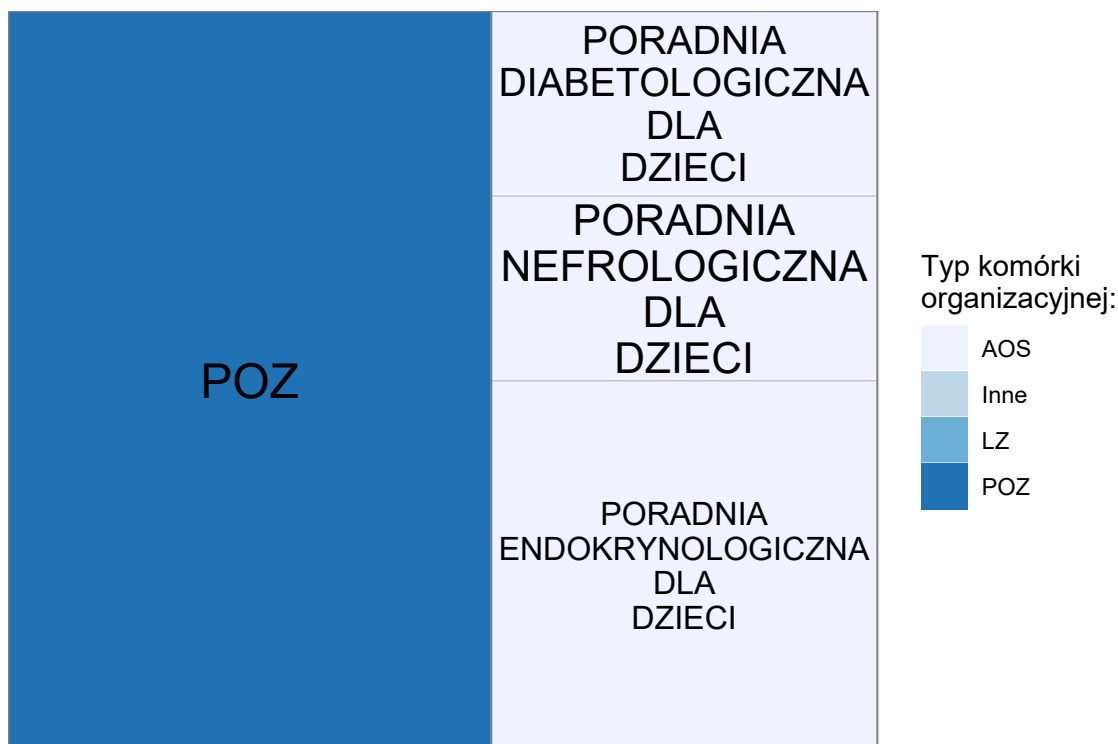 POZ
PORADNIA
DIABETOLOGICZNA
DLA
DZIECI
PORADNIA
NEFROLOGICZNA
DLA
DZIECI
PORADNIA
ENDOKRYNOLOGICZNA
DLA
DZIECI
Typ komórki
organizacyjnej:
AOS
Inne
LZ
POZ